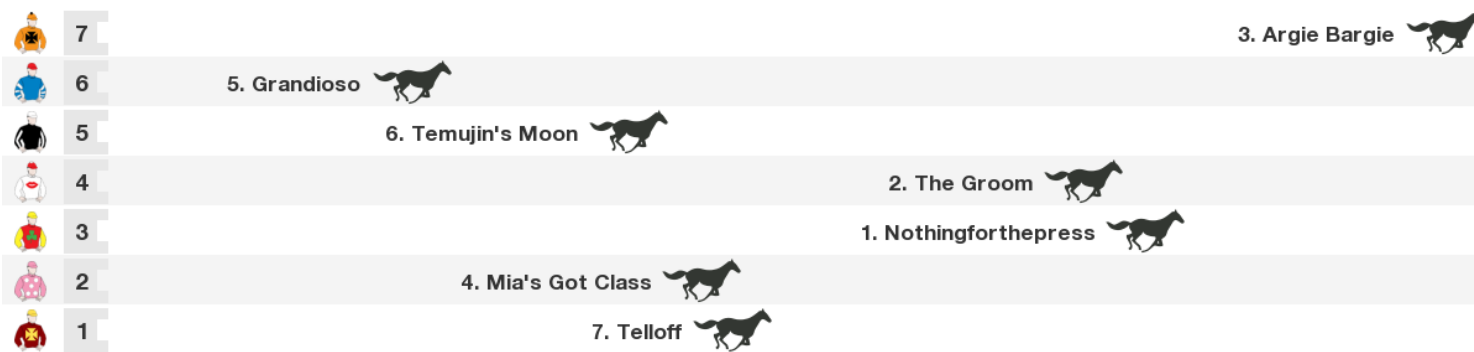 7 3. Argie Bargie
6 5. Grandioso
5 6. Temujin's Moon
4 2. The Groom
3 1. Nothingforthepress
2 4. Mia's Got Class
1 7. Telloff